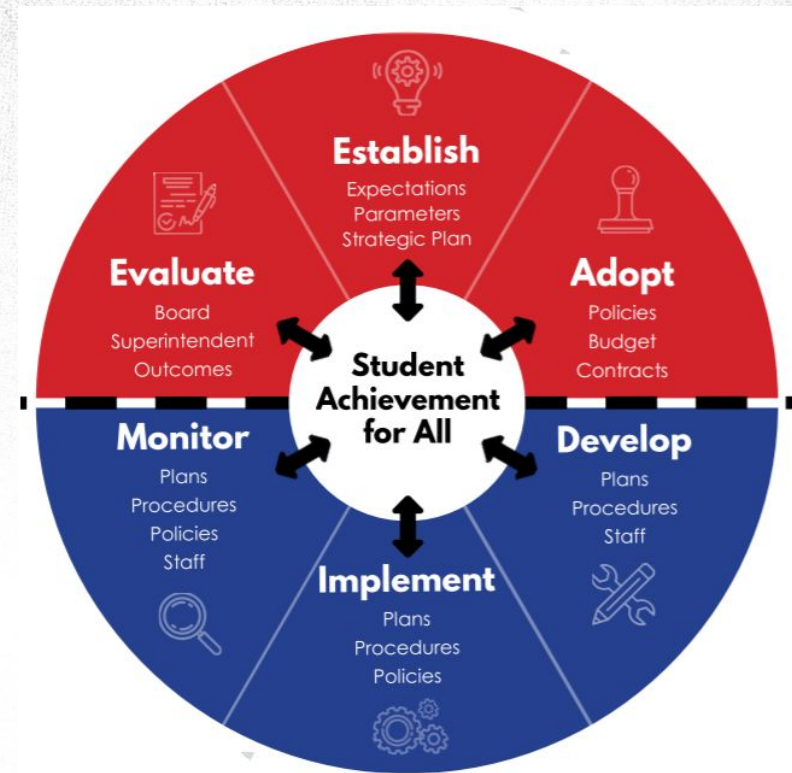 Establish
Expectations
Parameters
Strategic Plan
Adopt
Policies
Budget
Contracts
Develop
Plans
Procedures
Staff
Implement
Plans
Procedures
Policies
Monitor
Plans
Procedures
Policies
Staff
Evaluate
Board
Superintendent
Outcomes
Student
Achievement
for All